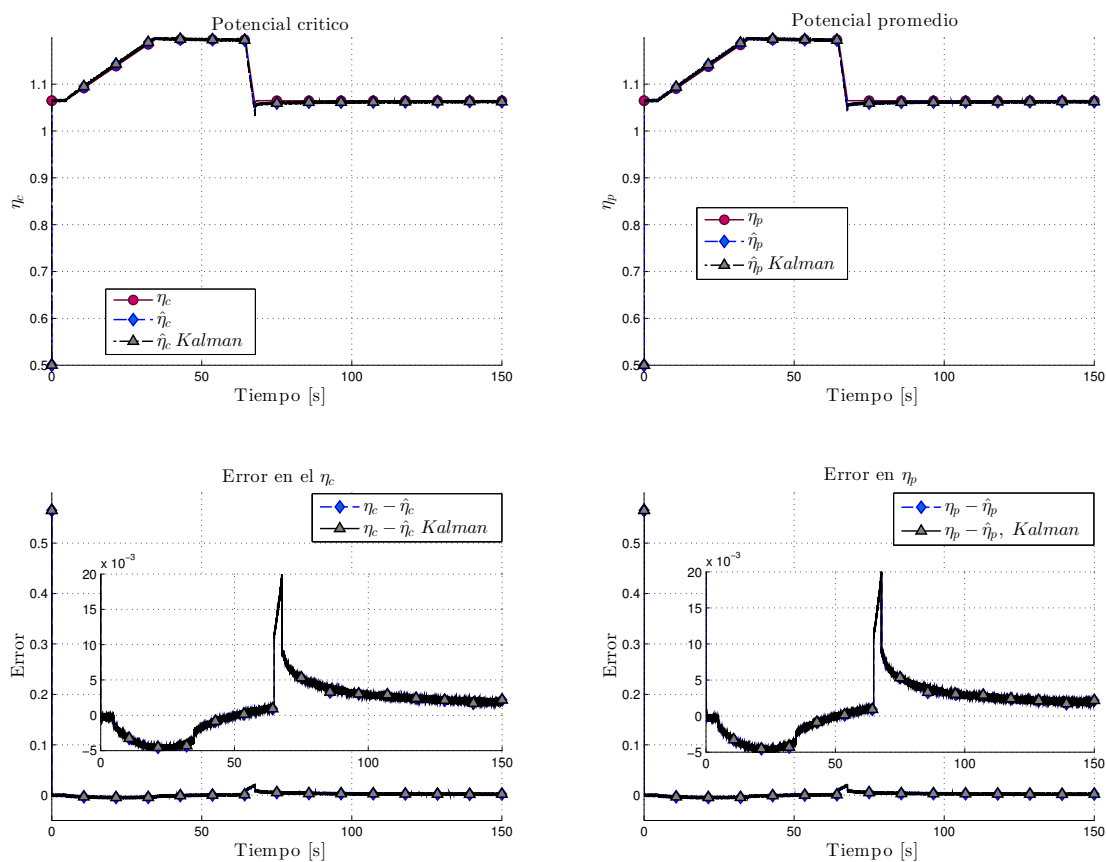 Potencial critico
1.1
1
0.9
0.8
0.7
0.6
0.5
η_c
η_c
η̂_c
η̂_c Kalman
0 50 100 150
Tiempo [s]
Potencial promedio
1.1
1
0.9
0.8
0.7
0.6
0.5
η_p
η_p
η̂_p
η̂_p Kalman
0 50 100 150
Tiempo [s]
Error en el η_c
η_c − η̂_c
η_c − η̂_c Kalman
0.5
0.4
0.3
0.2
0.1
0
Error
x 10⁻³
20
15
10
5
0
−5
0 50 100 150
0 50 100 150
Tiempo [s]
Error en η_p
η_p − η̂_p
η_p − η̂_p, Kalman
0.5
0.4
0.3
0.2
0.1
0
Error
x 10⁻³
20
15
10
5
0
−5
0 50 100 150
0 50 100 150
Tiempo [s]